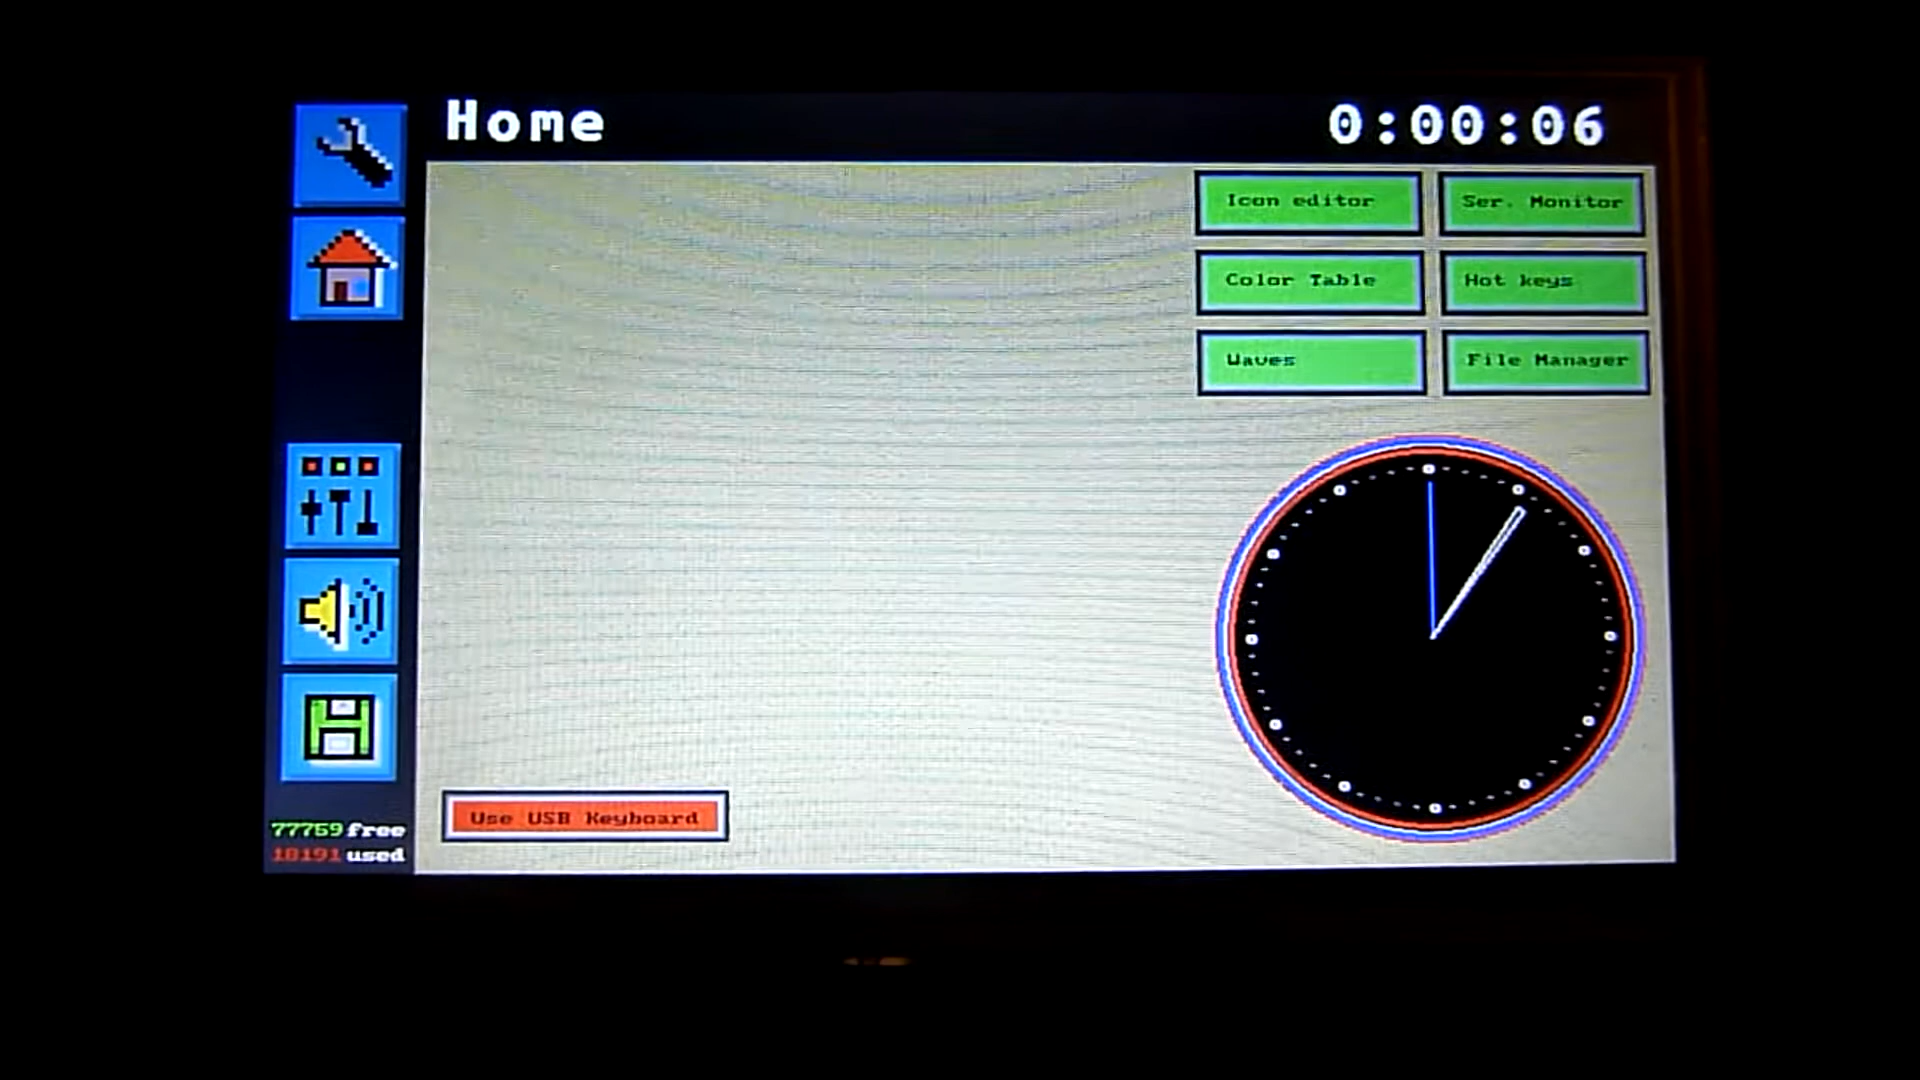 Home
0:00:06
Icon editor
Ser. Monitor
Color Table
Hot keys
Waves
File Manager
Use USB Keyboard
77759 free
18191 used